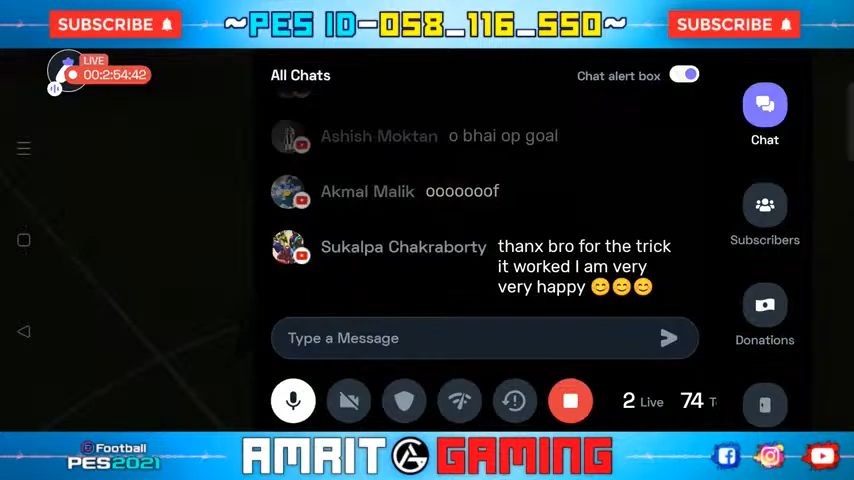 SUBSCRIBE
~PES ID-058_116_550~
SUBSCRIBE
LIVE
00:2:54:42
All Chats
Chat alert box
Chat
Ashish Moktan o bhai op goal
Akmal Malik ooooooof
Subscribers
Sukalpa Chakraborty thanx bro for the trick
it worked I am very
very happy 😊😊😊
Donations
Type a Message
2 Live 74 T
eFootball
PES2021
AMRIT G GAMING